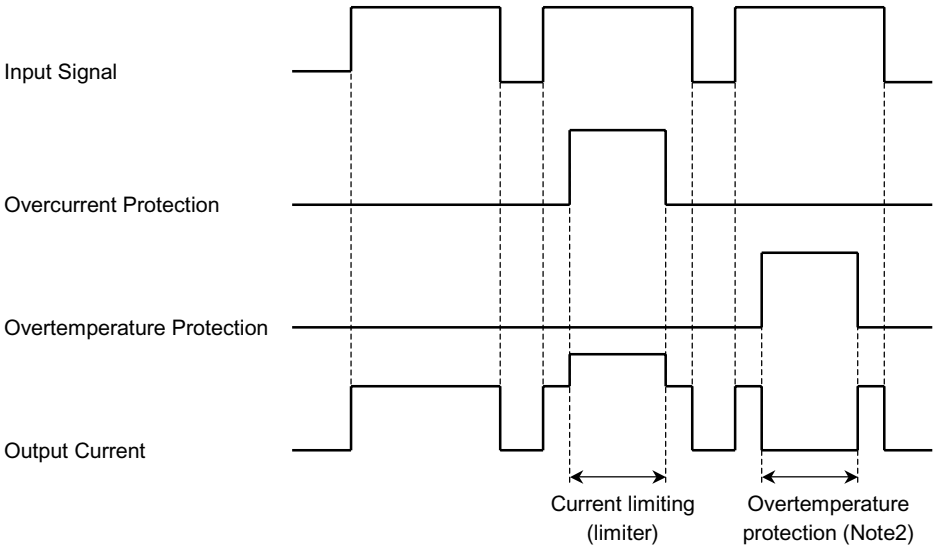 Input Signal
Overcurrent Protection
Overtemperature Protection
Output Current
Current limiting
(limiter)
Overtemperature
protection (Note2)